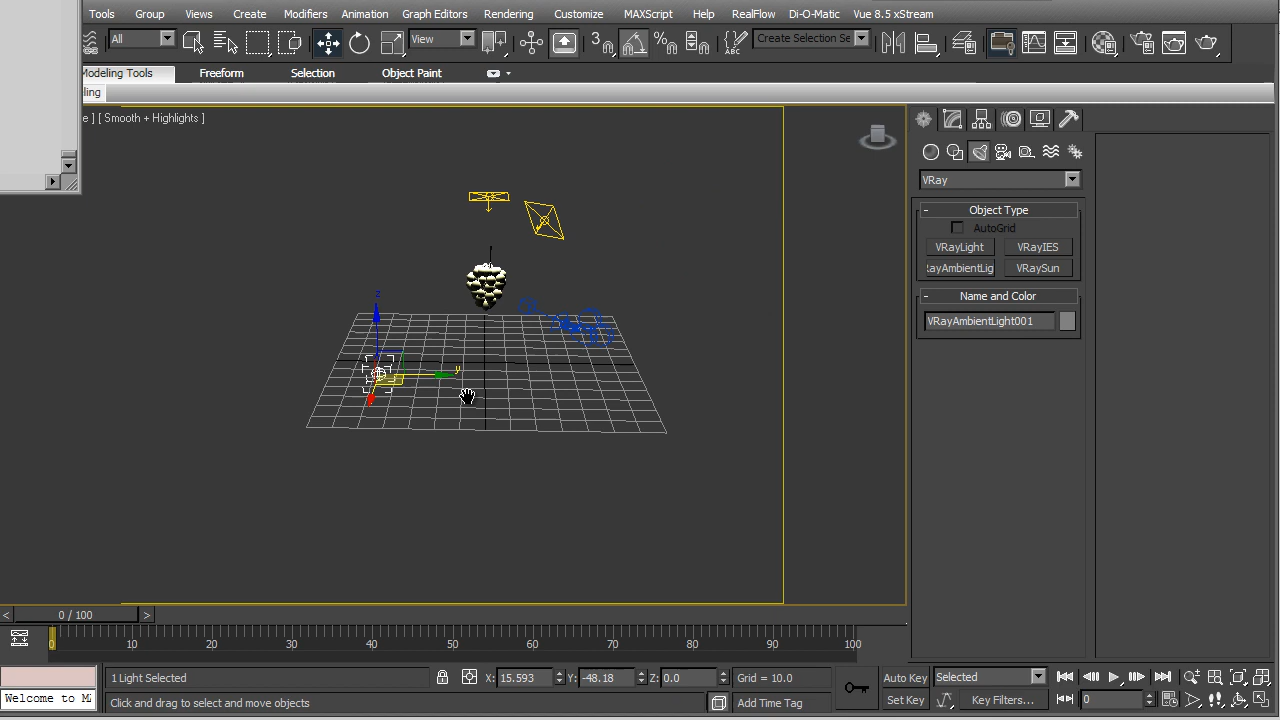 Tools Group Views Create Modifiers Animation Graph Editors Rendering Customize MAXScript Help RealFlow Di-O-Matic Vue 8.5 xStream
All View 3 Create Selection Se
Modeling Tools Freeform Selection Object Paint
ling
e ] [ Smooth + Highlights ]
VRay
- Object Type
AutoGrid
VRayLight VRayIES
rayAmbientLig VRaySun
- Name and Color
VRayAmbientLight001
z
y
< 0 / 100 >
0 10 20 30 40 50 60 70 80 90 100
1 Light Selected X: 15.593 Y: -48.18 Z: 0.0 Grid = 10.0 Auto Key Selected
Welcome to M Click and drag to select and move objects Add Time Tag Set Key Key Filters... 0